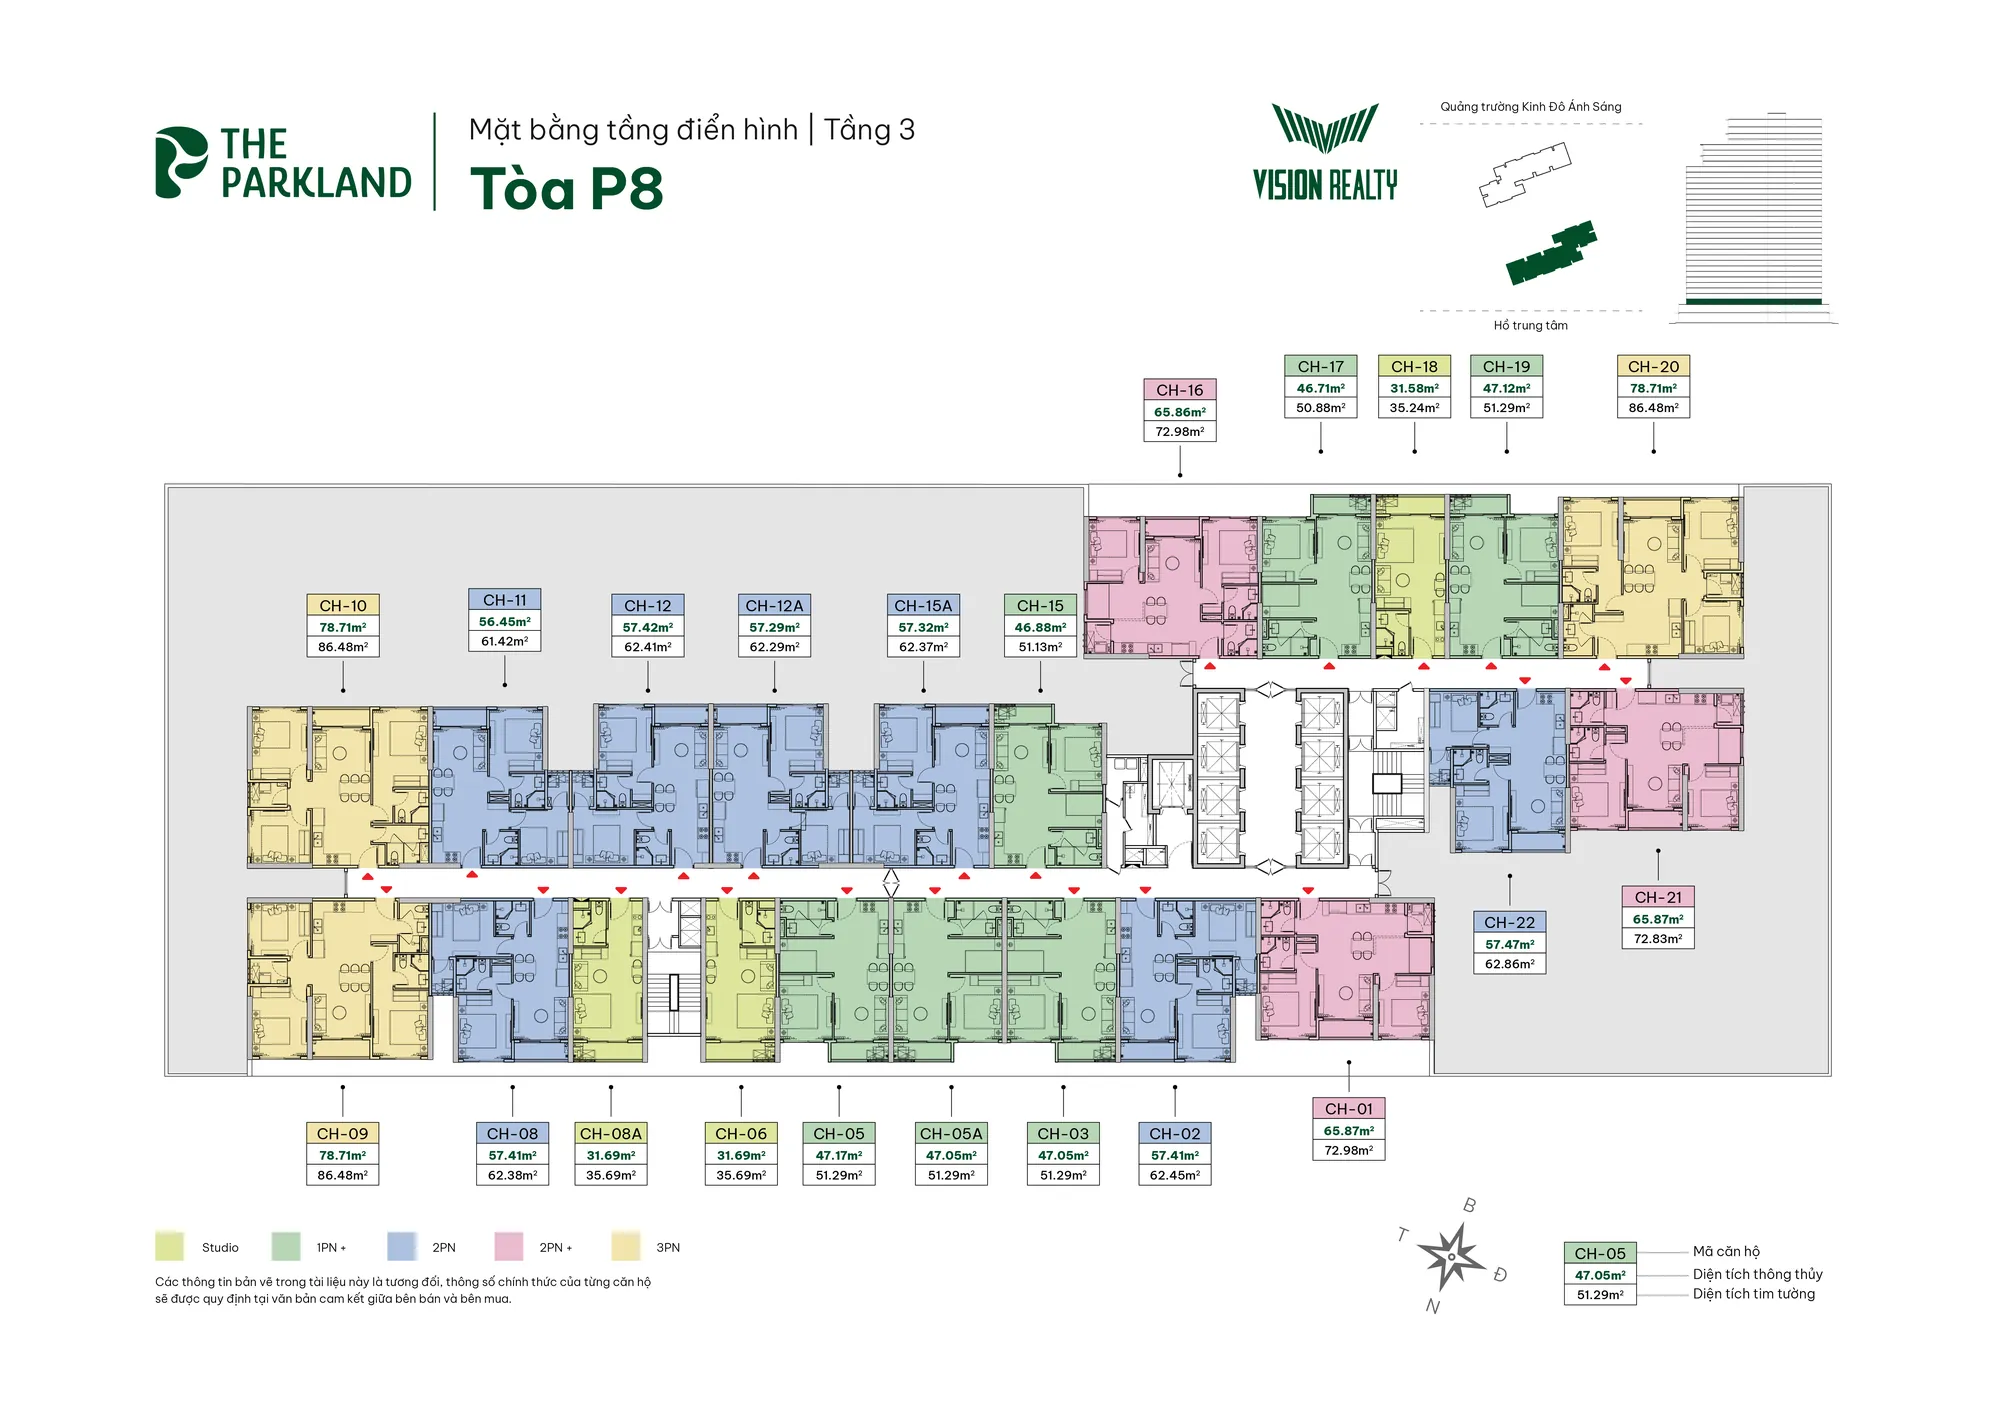 THE
PARKLAND
Mặt bằng tầng điển hình | Tầng 3
Tòa P8
VISION REALTY
Quảng trường Kinh Đô Ánh Sáng
Hồ trung tâm
CH-16
65.86m²
72.98m²
CH-17
46.71m²
50.88m²
CH-18
31.58m²
35.24m²
CH-19
47.12m²
51.29m²
CH-20
78.71m²
86.48m²
CH-10
78.71m²
86.48m²
CH-11
56.45m²
61.42m²
CH-12
57.42m²
62.41m²
CH-12A
57.29m²
62.29m²
CH-15A
57.32m²
62.37m²
CH-15
46.88m²
51.13m²
CH-22
57.47m²
62.86m²
CH-21
65.87m²
72.83m²
CH-09
78.71m²
86.48m²
CH-08
57.41m²
62.38m²
CH-08A
31.69m²
35.69m²
CH-06
31.69m²
35.69m²
CH-05
47.17m²
51.29m²
CH-05A
47.05m²
51.29m²
CH-03
47.05m²
51.29m²
CH-02
57.41m²
62.45m²
CH-01
65.87m²
72.98m²
Studio
1PN +
2PN
2PN +
3PN
Các thông tin bản vẽ trong tài liệu này là tương đối, thông số chính thức của từng căn hộ
sẽ được quy định tại văn bản cam kết giữa bên bán và bên mua.
B
T
Đ
N
CH-05
47.05m²
51.29m²
Mã căn hộ
Diện tích thông thủy
Diện tích tim tường